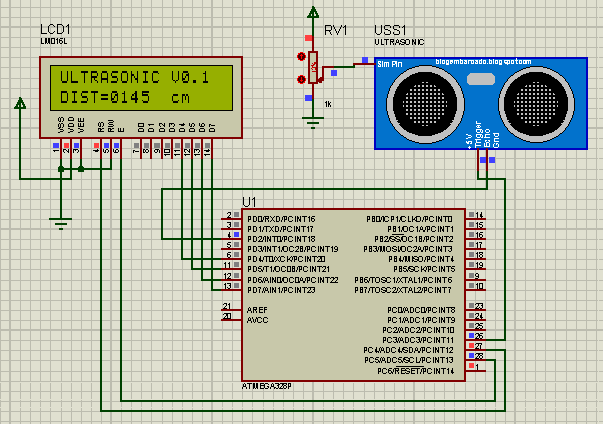 LCD1
LM016L
ULTRASONIC V0.1
DIST=0145 cm
VSS
VDD
VEE
RS
RW
E
D0
D1
D2
D3
D4
D5
D6
D7
1
2
3
4
5
6
7
8
9
10
11
12
13
14
RV1
1k
USS1
ULTRASONIC
blogembarcado.blogspot.com
Sim Pin
+5V
Trigger
Echo
Gnd
U1
2 PD0/RXD/PCINT16
3 PD1/TXD/PCINT17
4 PD2/INT0/PCINT18
5 PD3/INT1/OC2B/PCINT19
6 PD4/T0/XCK/PCINT20
11 PD5/T1/OC0B/PCINT21
12 PD6/AIN0/OC0A/PCINT22
13 PD7/AIN1/PCINT23
21 AREF
20 AVCC
PB0/ICP1/CLKO/PCINT0 14
PB1/OC1A/PCINT1 15
PB2/SS/OC1B/PCINT2 16
PB3/MOSI/OC2A/PCINT3 17
PB4/MISO/PCINT4 18
PB5/SCK/PCINT5 19
PB6/TOSC1/XTAL1/PCINT6 9
PB7/TOSC2/XTAL2/PCINT7 10
PC0/ADC0/PCINT8 23
PC1/ADC1/PCINT9 24
PC2/ADC2/PCINT10 25
PC3/ADC3/PCINT11 26
PC4/ADC4/SDA/PCINT12 27
PC5/ADC5/SCL/PCINT13 28
PC6/RESET/PCINT14 1
ATMEGA328P